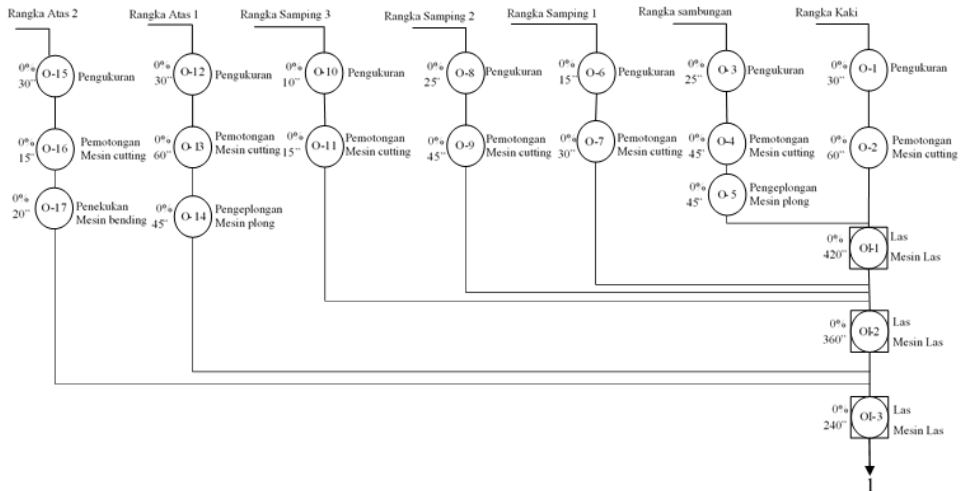 Rangka Atas 2
Rangka Atas 1
Rangka Samping 3
Rangka Samping 2
Rangka Samping 1
Rangka sambungan
Rangka Kaki
0%
30"
O-15
Pengukuran
0%
30"
O-12
Pengukuran
0%
10"
O-10
Pengukuran
0%
25"
O-8
Pengukuran
0%
15"
O-6
Pengukuran
0%
25"
O-3
Pengukuran
0%
30"
O-1
Pengukuran
0%
15"
O-16
Pemotongan
Mesin cutting
0%
60"
O-13
Pemotongan
Mesin cutting
0%
15"
O-11
Pemotongan
Mesin cutting
0%
45"
O-9
Pemotongan
Mesin cutting
0%
30"
O-7
Pemotongan
Mesin cutting
0%
45"
O-4
Pemotongan
Mesin cutting
0%
60"
O-2
Pemotongan
Mesin cutting
0%
20"
O-17
Penekukan
Mesin bending
0%
45"
O-14
Pengeplongan
Mesin plong
0%
45"
O-5
Pengeplongan
Mesin plong
0%
420"
OI-1
Las
Mesin Las
0%
360"
OI-2
Las
Mesin Las
0%
240"
OI-3
Las
Mesin Las
1